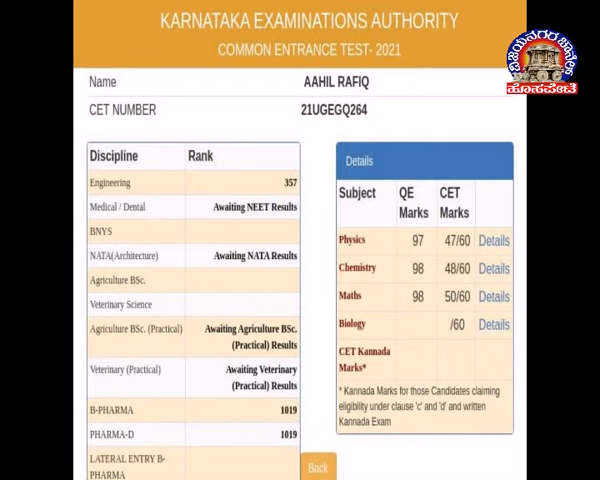 KARNATAKA EXAMINATIONS AUTHORITY
COMMON ENTRANCE TEST- 2021
ವಿಜಯನಗರ ಜಾನಿಕ
ಹೊಸಪೇಟೆ
Name AAHIL RAFIQ
CET NUMBER 21UGEGQ264
Discipline Rank
Engineering 357
Medical / Dental Awaiting NEET Results
BNYS
NATA(Architecture) Awaiting NATA Results
Agriculture BSc.
Veterinary Science
Agriculture BSc. (Practical) Awaiting Agriculture BSc.
(Practical) Results
Veterinary (Practical) Awaiting Veterinary
(Practical) Results
B-PHARMA 1019
PHARMA-D 1019
LATERAL ENTRY B-
PHARMA
Details
Subject QE CET
Marks Marks
Physics 97 47/60 Details
Chemistry 98 48/60 Details
Maths 98 50/60 Details
Biology /60 Details
CET Kannada
Marks*
* Kannada Marks for those Candidates claiming
eligibility under clause 'c' and 'd' and written
Kannada Exam
Back